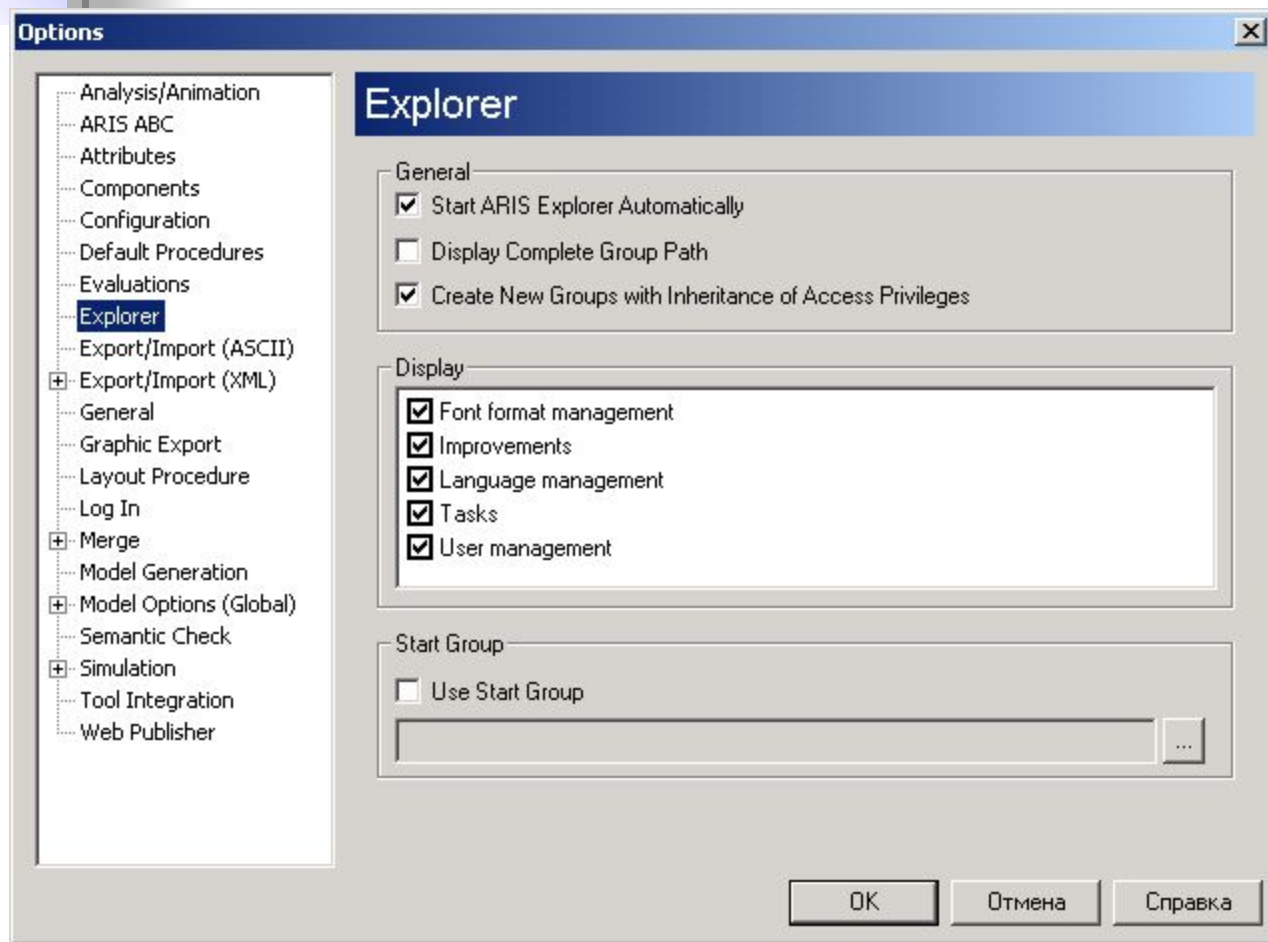 Options
Analysis/Animation
ARIS ABC
Attributes
Components
Configuration
Default Procedures
Evaluations
Explorer
Export/Import (ASCII)
Export/Import (XML)
General
Graphic Export
Layout Procedure
Log In
Merge
Model Generation
Model Options (Global)
Semantic Check
Simulation
Tool Integration
Web Publisher
Explorer
General
Start ARIS Explorer Automatically
Display Complete Group Path
Create New Groups with Inheritance of Access Privileges
Display
Font format management
Improvements
Language management
Tasks
User management
Start Group
Use Start Group
...
OK
Отмена
Справка